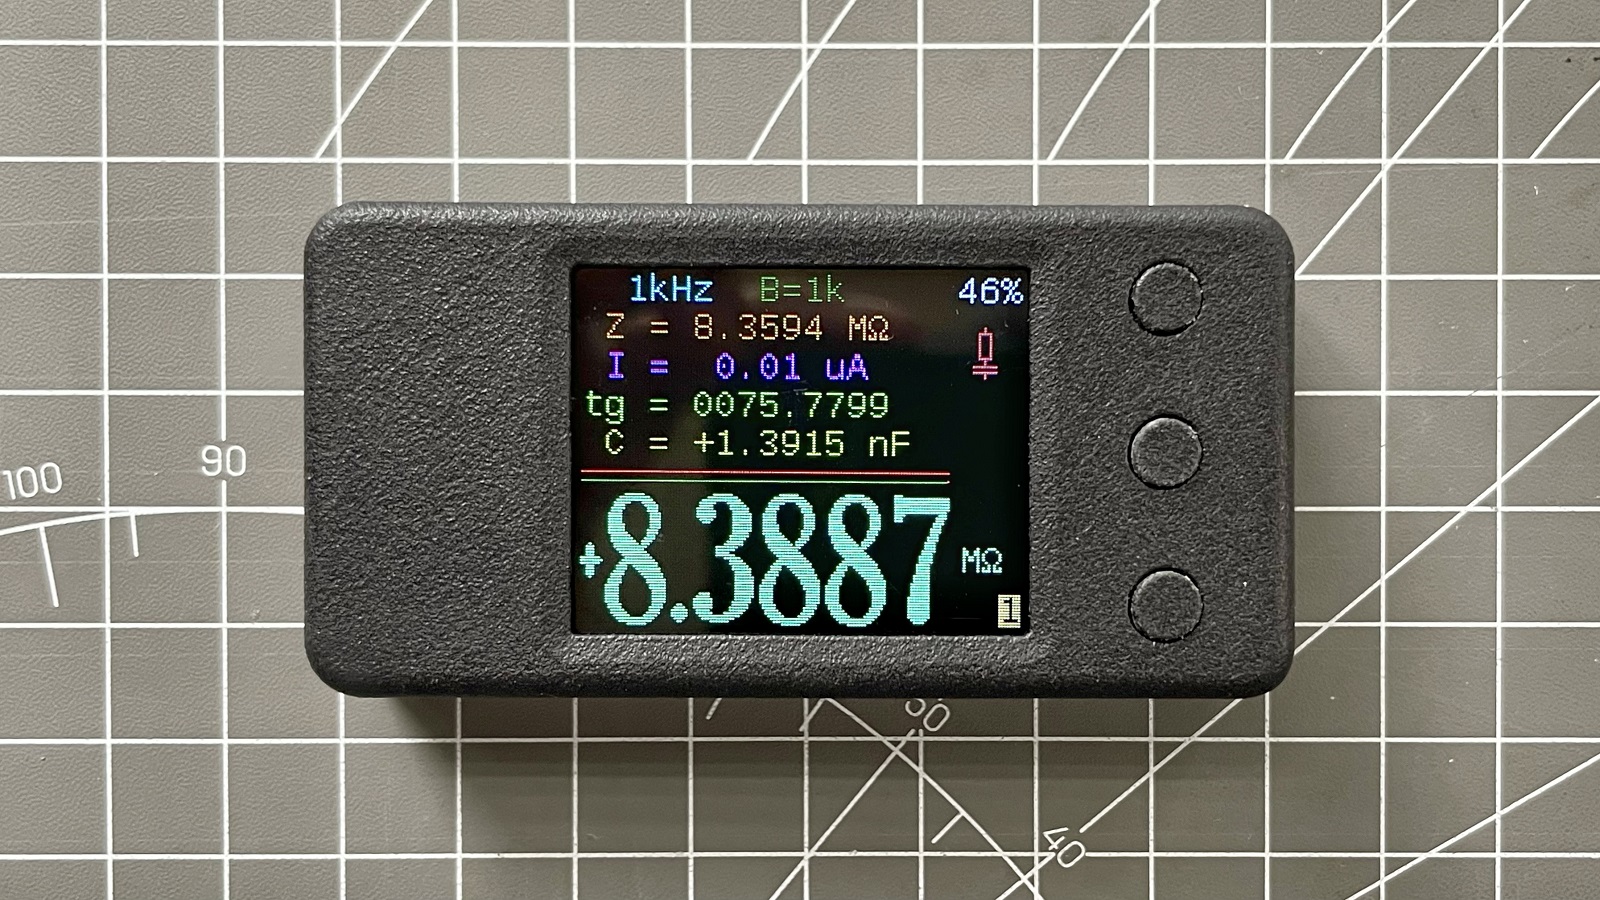 1kHz B=1k 46%
Z = 8.3594 MΩ
I = 0.01 uA
tg = 0075.7799
C = +1.3915 nF
+8.3887 MΩ
1
100
90
40